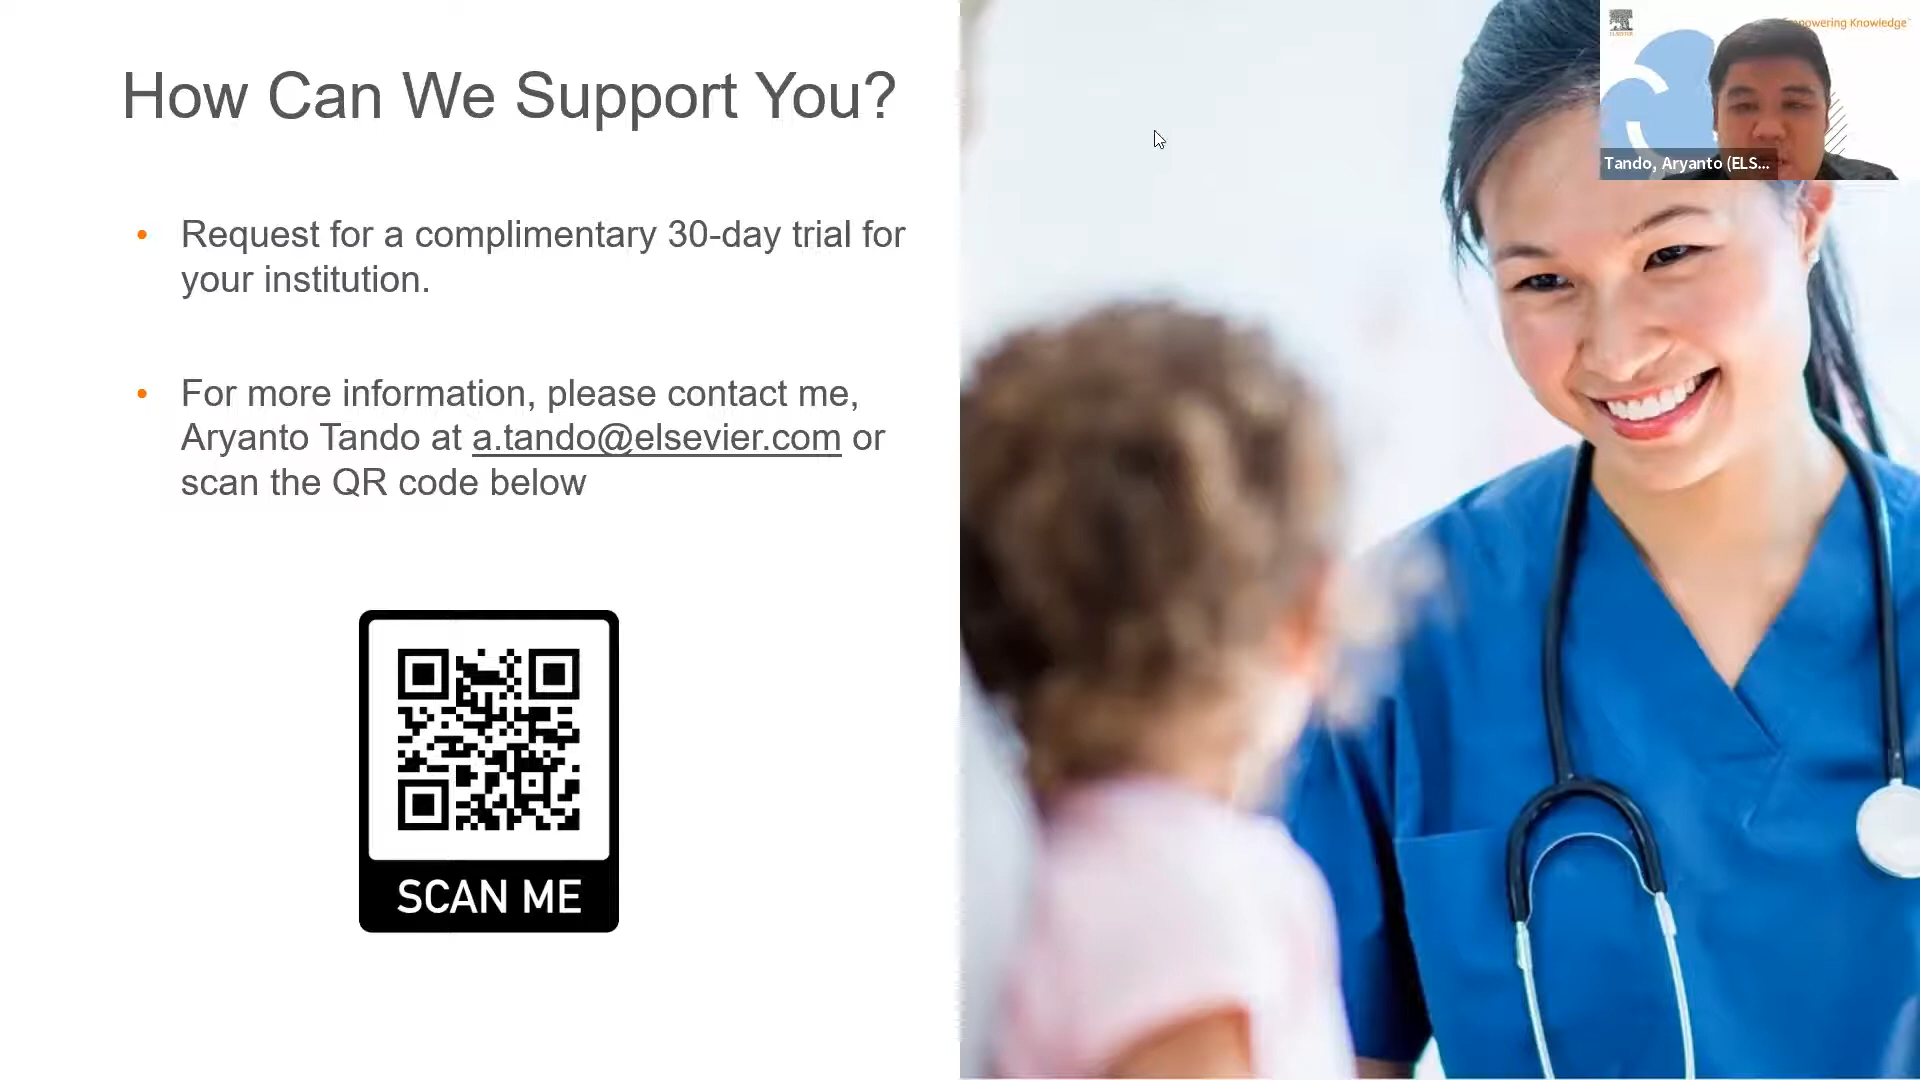 How Can We Support You?
• Request for a complimentary 30-day trial for
your institution.
• For more information, please contact me,
Aryanto Tando at a.tando@elsevier.com or
scan the QR code below
SCAN ME
ELSEVIER
Empowering Knowledge
Tando, Aryanto (ELS...